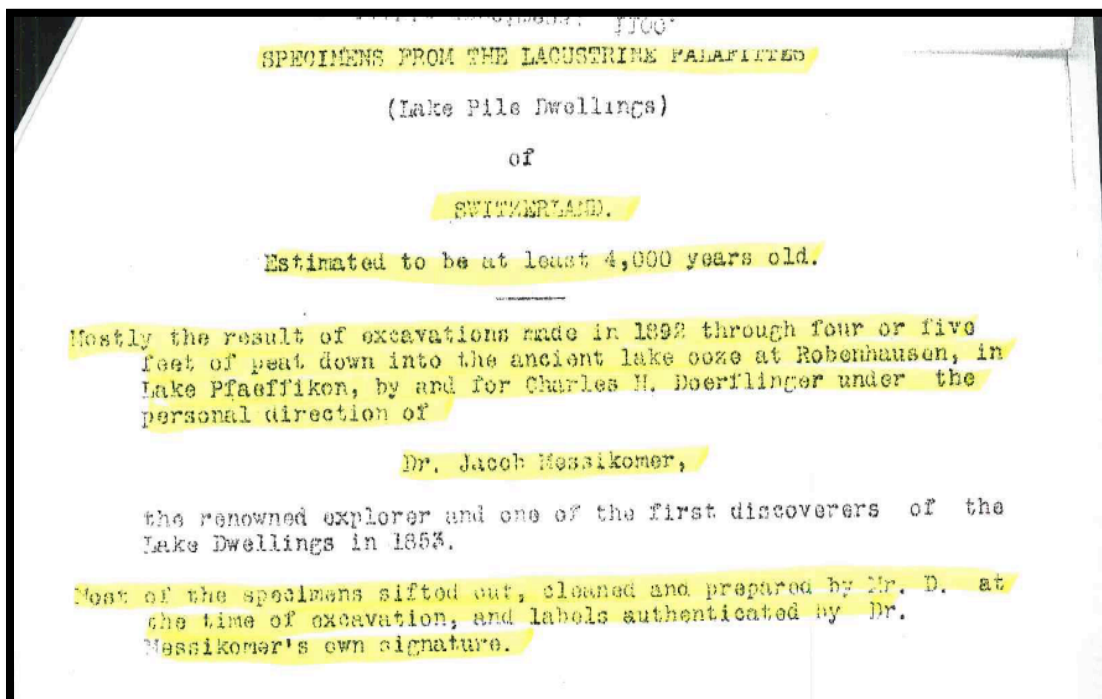 1100
SPECIMENS FROM THE LACUSTRINE PALAFITTES
(Lake Pile Dwellings)
of
SWITZERLAND.
Estimated to be at least 4,000 years old.
Mostly the result of excavations made in 1892 through four or five
feet of peat down into the ancient lake ooze at Robenhausen, in
Lake Pfaeffikon, by and for Charles H. Doerflinger under the
personal direction of
Dr. Jacob Messikomer,
the renowned explorer and one of the first discoverers of the
Lake Dwellings in 1853.
Most of the specimens sifted out, cleaned and prepared by Mr. D. at
the time of excavation, and labels authenticated by Dr.
Messikomer's own signature.